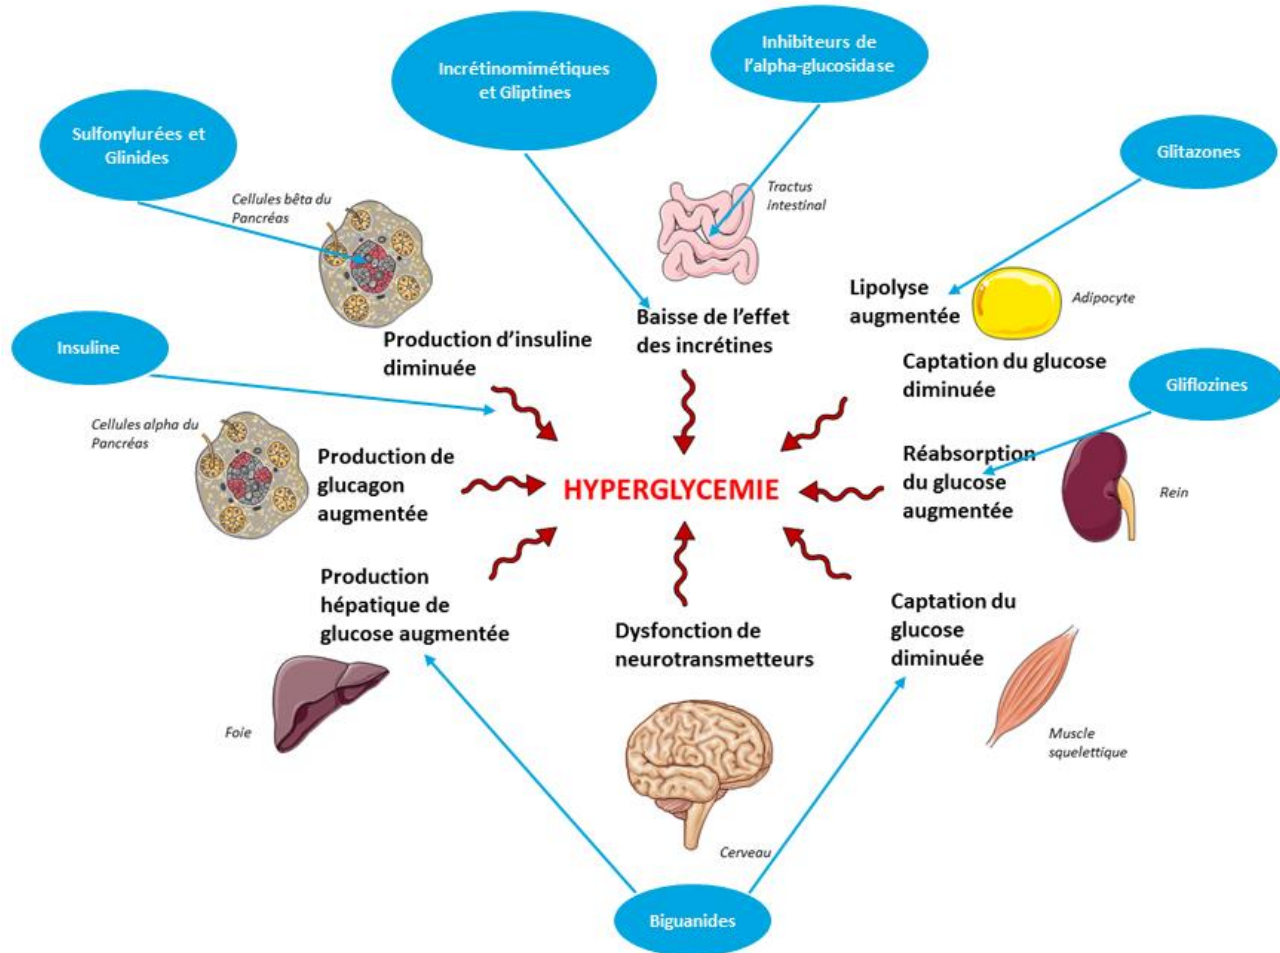 Incrétinomimétiques
et Gliptines
Inhibiteurs de
l'alpha-glucosidase
Sulfonylurées et
Glinides
Glitazones
Cellules bêta du
Pancréas
Tractus
intestinal
Lipolyse
augmentée
Adipocyte
Insuline
Production d'insuline
diminuée
Baisse de l'effet
des incrétines
Captation du glucose
diminuée
Gliflozines
Cellules alpha du
Pancréas
Production de
glucagon
augmentée
HYPERGLYCEMIE
Réabsorption
du glucose
augmentée
Rein
Production
hépatique de
glucose augmentée
Dysfonction de
neurotransmetteurs
Captation du
glucose
diminuée
Foie
Muscle
squelettique
Cerveau
Biguanides